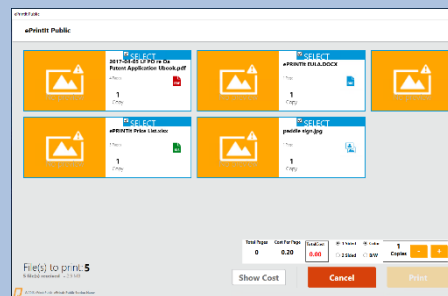 ePrintit Public
ePrintIt Public
SELECT
2017-04-05 LF PO re Da
Patent Application Ubook.pdf
1
Copy
SELECT
ePRINTit EULA.DOCX
1
Copy
SELECT
ePRINTit Price List.xlsx
1
Copy
SELECT
paddle sign.jpg
1
Copy
Total Pages Cost Per Page Total Cost 1 Sided Color 1
0 0.20 0.00 2 Sided B/W Copies - +
File(s) to print: 5
Show Cost Cancel Print